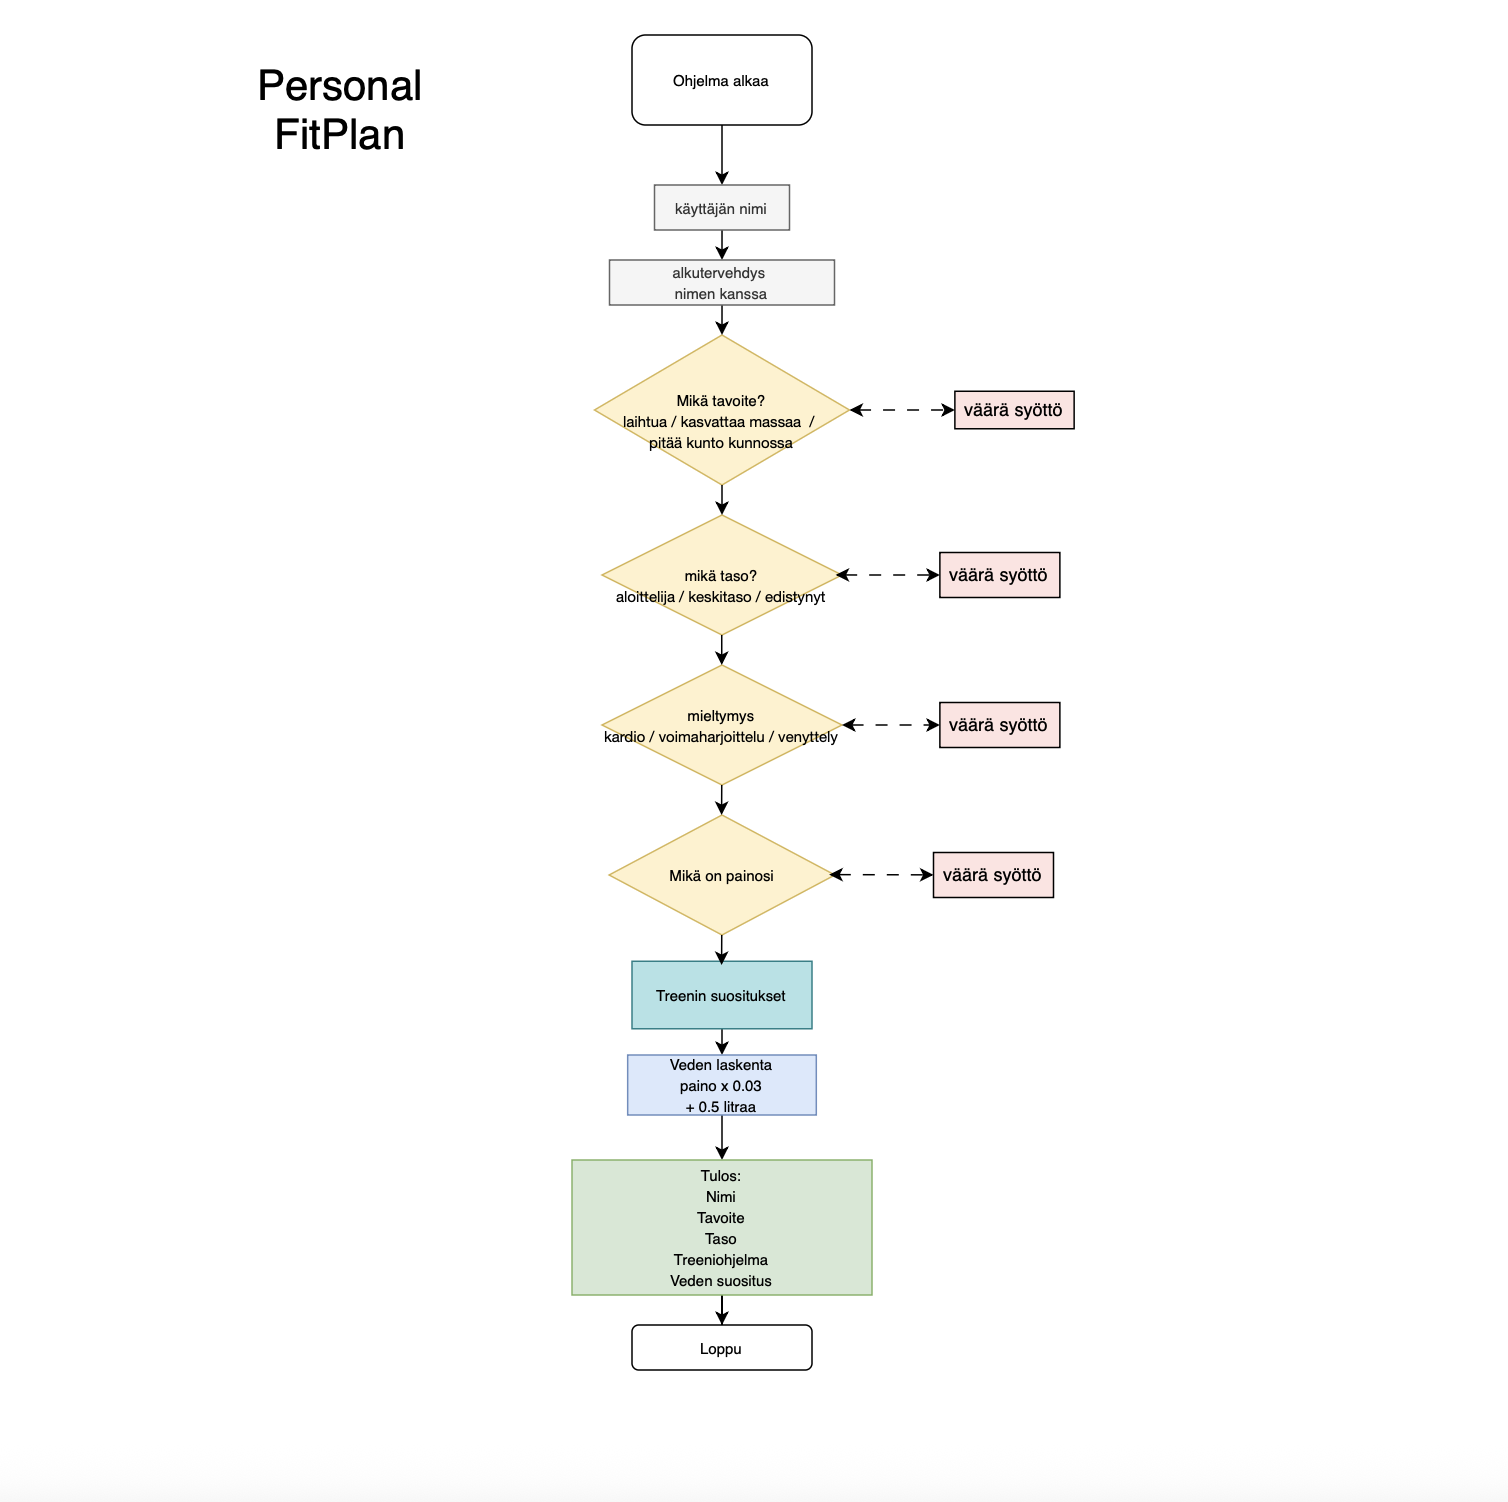 Personal
FitPlan
Ohjelma alkaa
käyttäjän nimi
alkutervehdys
nimen kanssa
Mikä tavoite?
laihtua / kasvattaa massaa /
pitää kunto kunnossa
väärä syöttö
mikä taso?
aloittelija / keskitaso / edistynyt
väärä syöttö
mieltymys
kardio / voimaharjoittelu / venyttely
väärä syöttö
Mikä on painosi
väärä syöttö
Treenin suositukset
Veden laskenta
paino x 0.03
+ 0.5 litraa
Tulos:
Nimi
Tavoite
Taso
Treeniohjelma
Veden suositus
Loppu